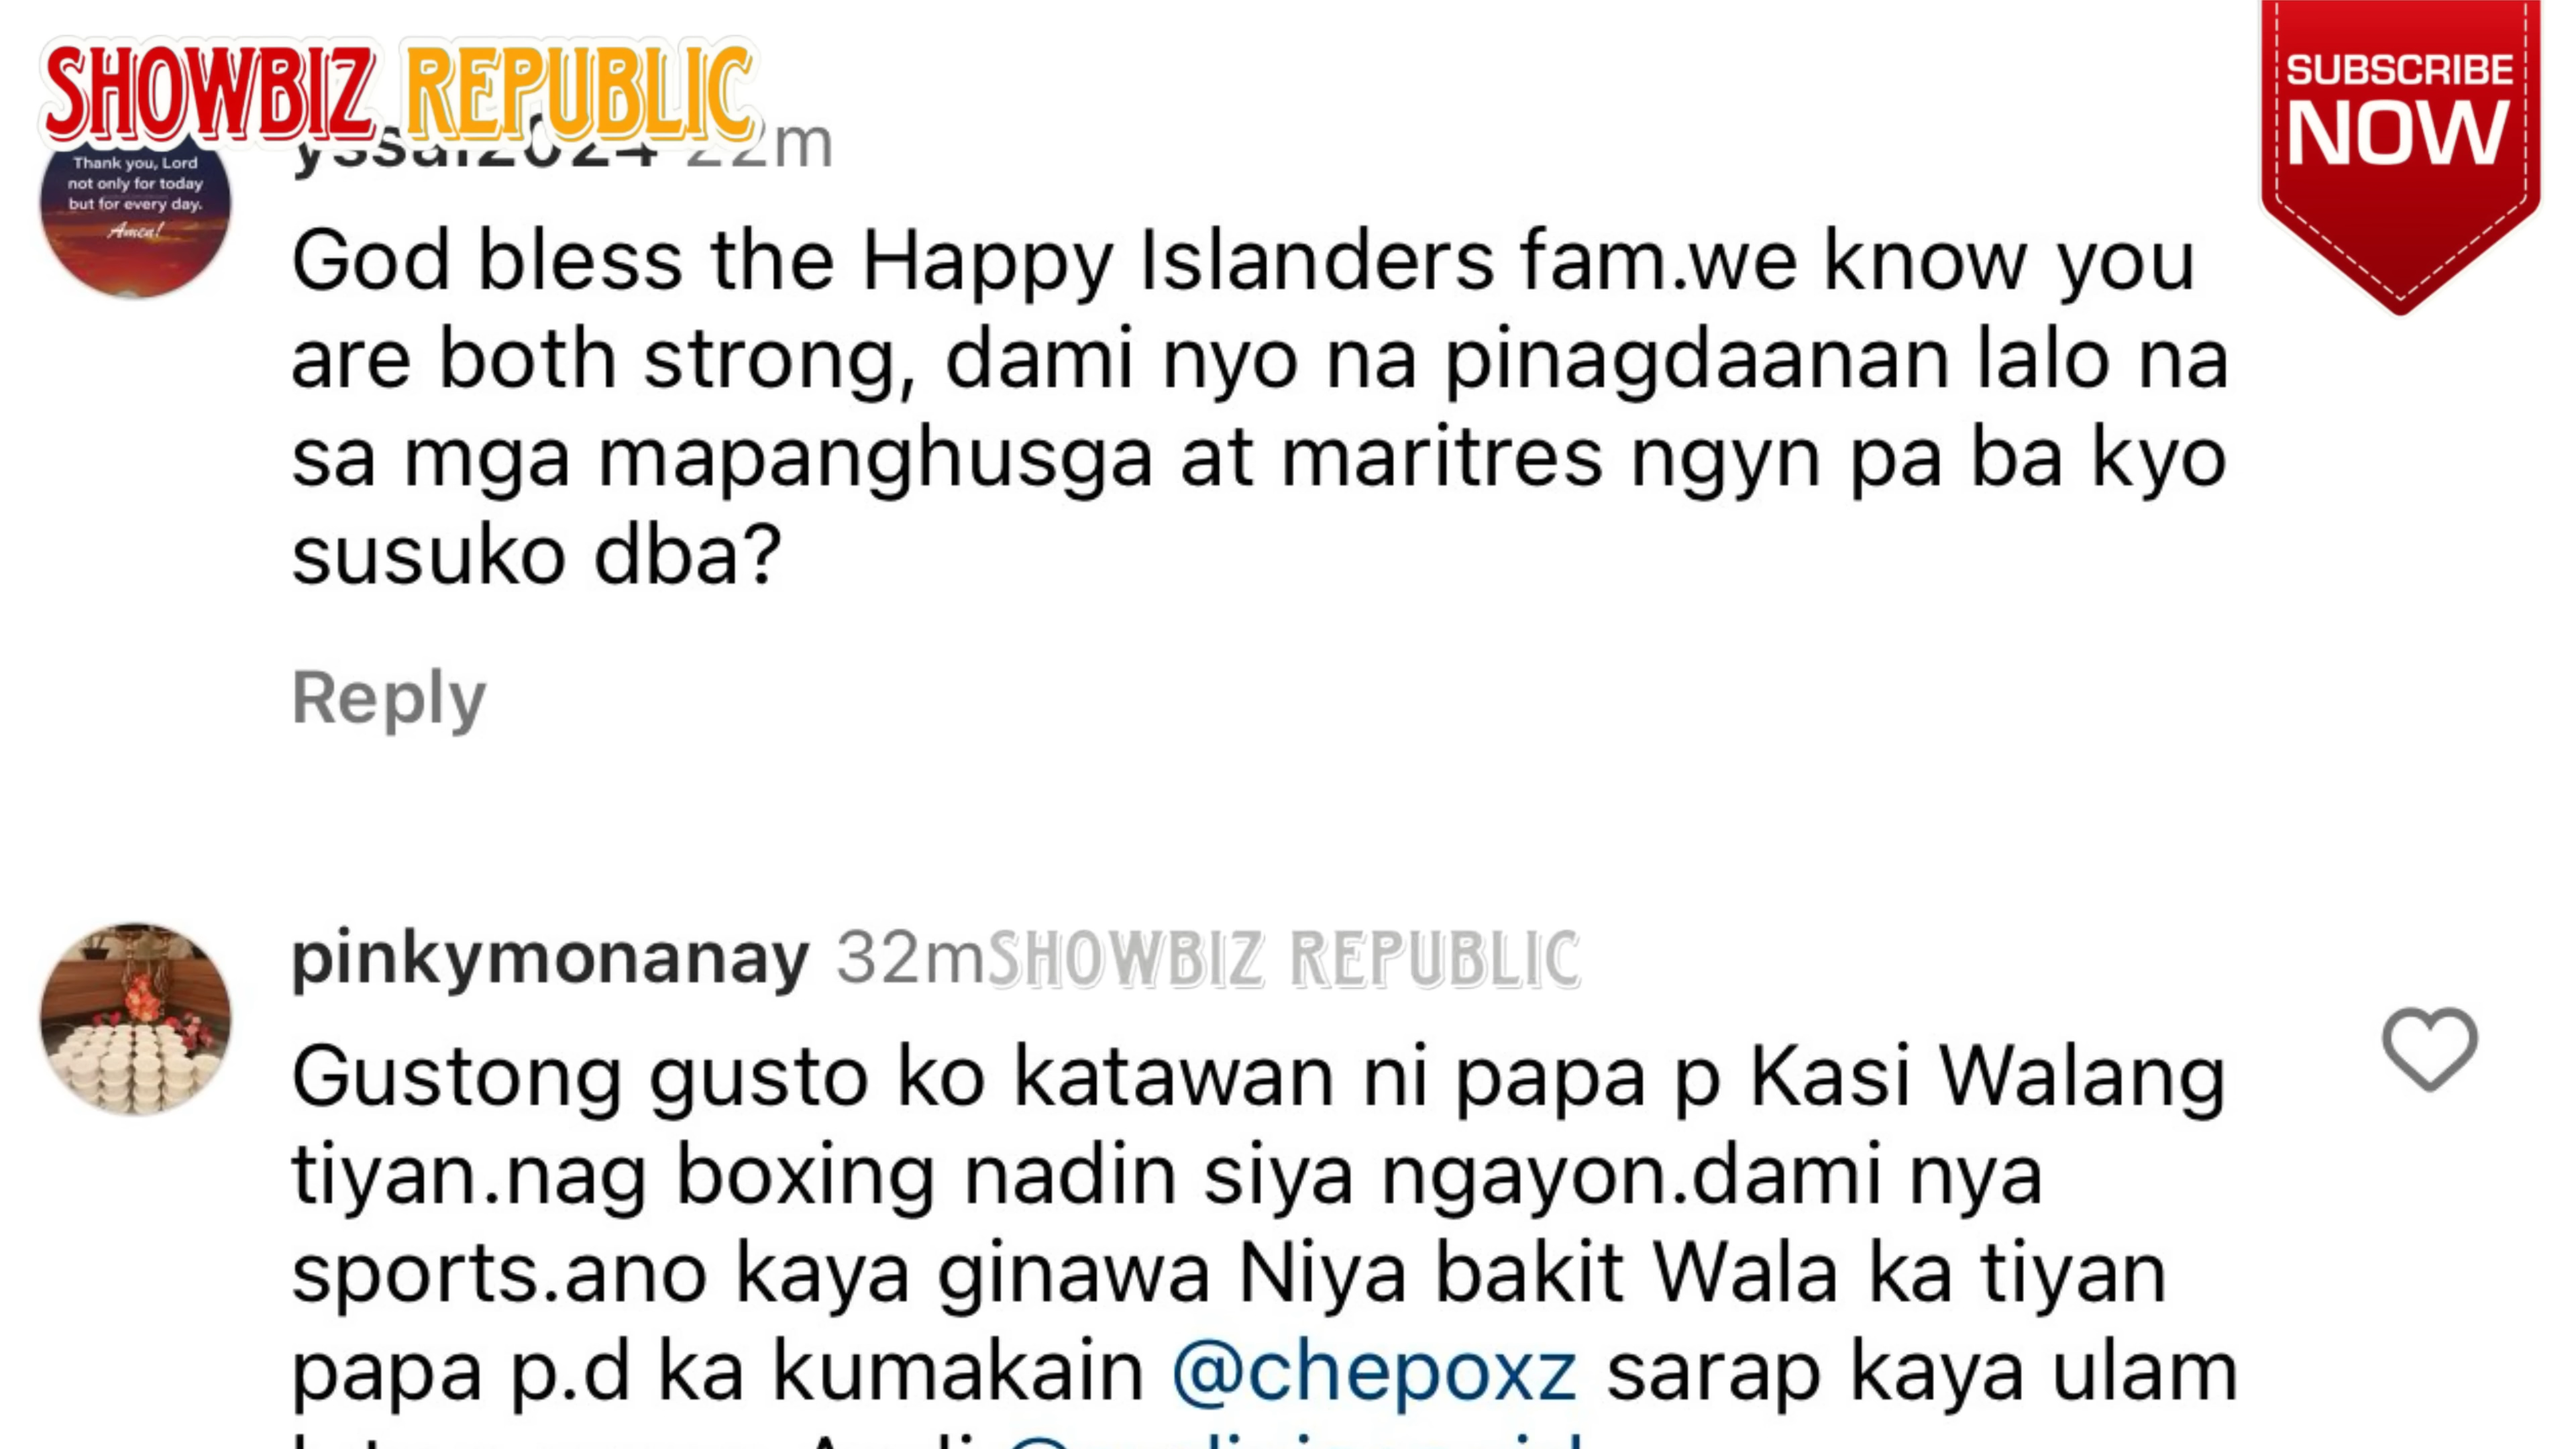 SHOWBIZ REPUBLIC
SUBSCRIBE
NOW
22m
Thank you, Lord
not only for today
but for every day.
Amen!
God bless the Happy Islanders fam.we know you
are both strong, dami nyo na pinagdaanan lalo na
sa mga mapanghusga at maritres ngyn pa ba kyo
susuko dba?
Reply
pinkymonanay 32m SHOWBIZ REPUBLIC
Gustong gusto ko katawan ni papa p Kasi Walang
tiyan.nag boxing nadin siya ngayon.dami nya
sports.ano kaya ginawa Niya bakit Wala ka tiyan
papa p.d ka kumakain @chepoxz sarap kaya ulam